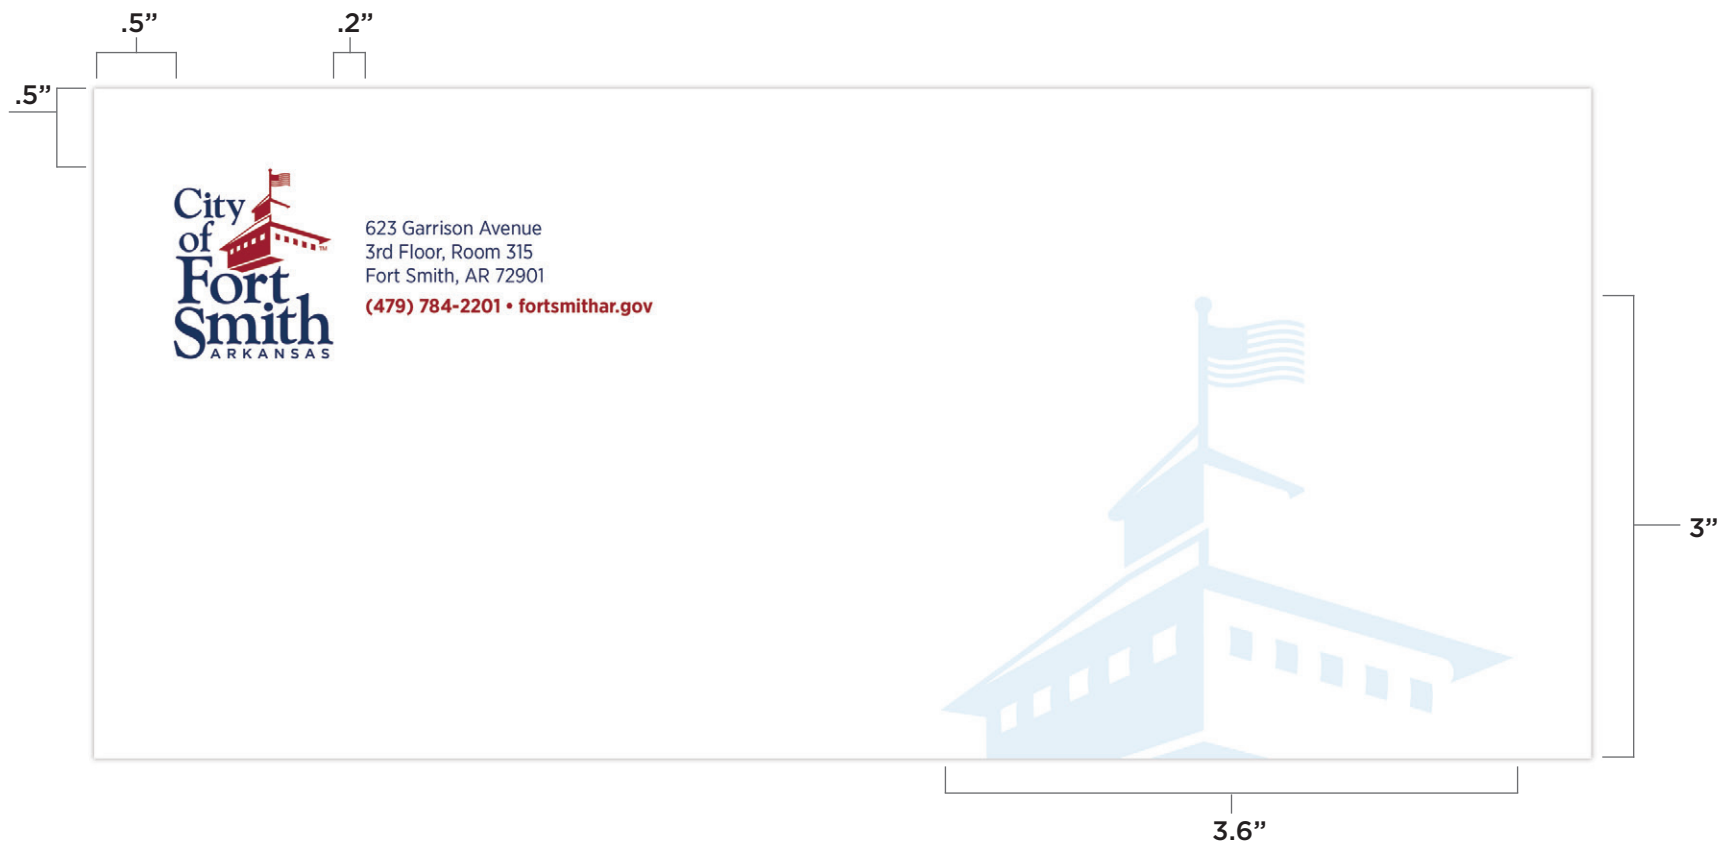 .5”
.2”
.5”
City
of
Fort
Smith
ARKANSAS
TM
623 Garrison Avenue
3rd Floor, Room 315
Fort Smith, AR 72901
(479) 784-2201 • fortsmithar.gov
3”
3.6”